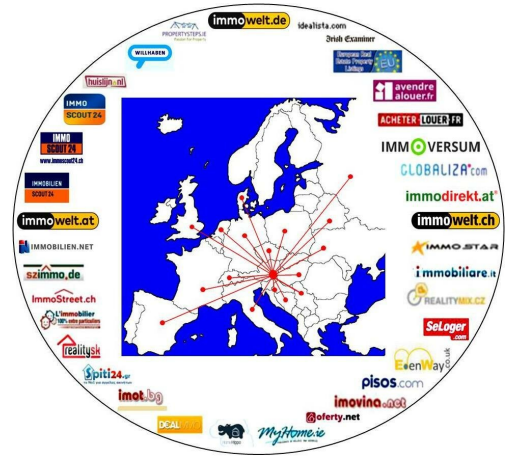 PROPERTYSTEPS.IE
immowelt.de
idealista.com
Irish Examiner
WILLHABEN
European Real
Estate Property
Listings
EU
huislijn.nl
avendre
alouer.fr
IMMO
SCOUT24
ACHETER-LOUER.FR
IMMO
SCOUT24
www.immoscout24.ch
IMMOVERSUM
GLOBALIZA.com
IMMOBILIEN
SCOUT24
immodirekt.at
immowelt.at
immowelt.ch
IMMOBILIEN.NET
IMMO.STAR
szimmo.de
immobiliare.it
ImmoStreet.ch
REALITYMIX.CZ
L'immobilier
100% entre particuliers
SeLoger
.com
realitysk
EdenWay.co.uk
Spiti24.gr
pisos.com
imot.bg
imovina.net
oferty.net
DEAL
MyHome.ie